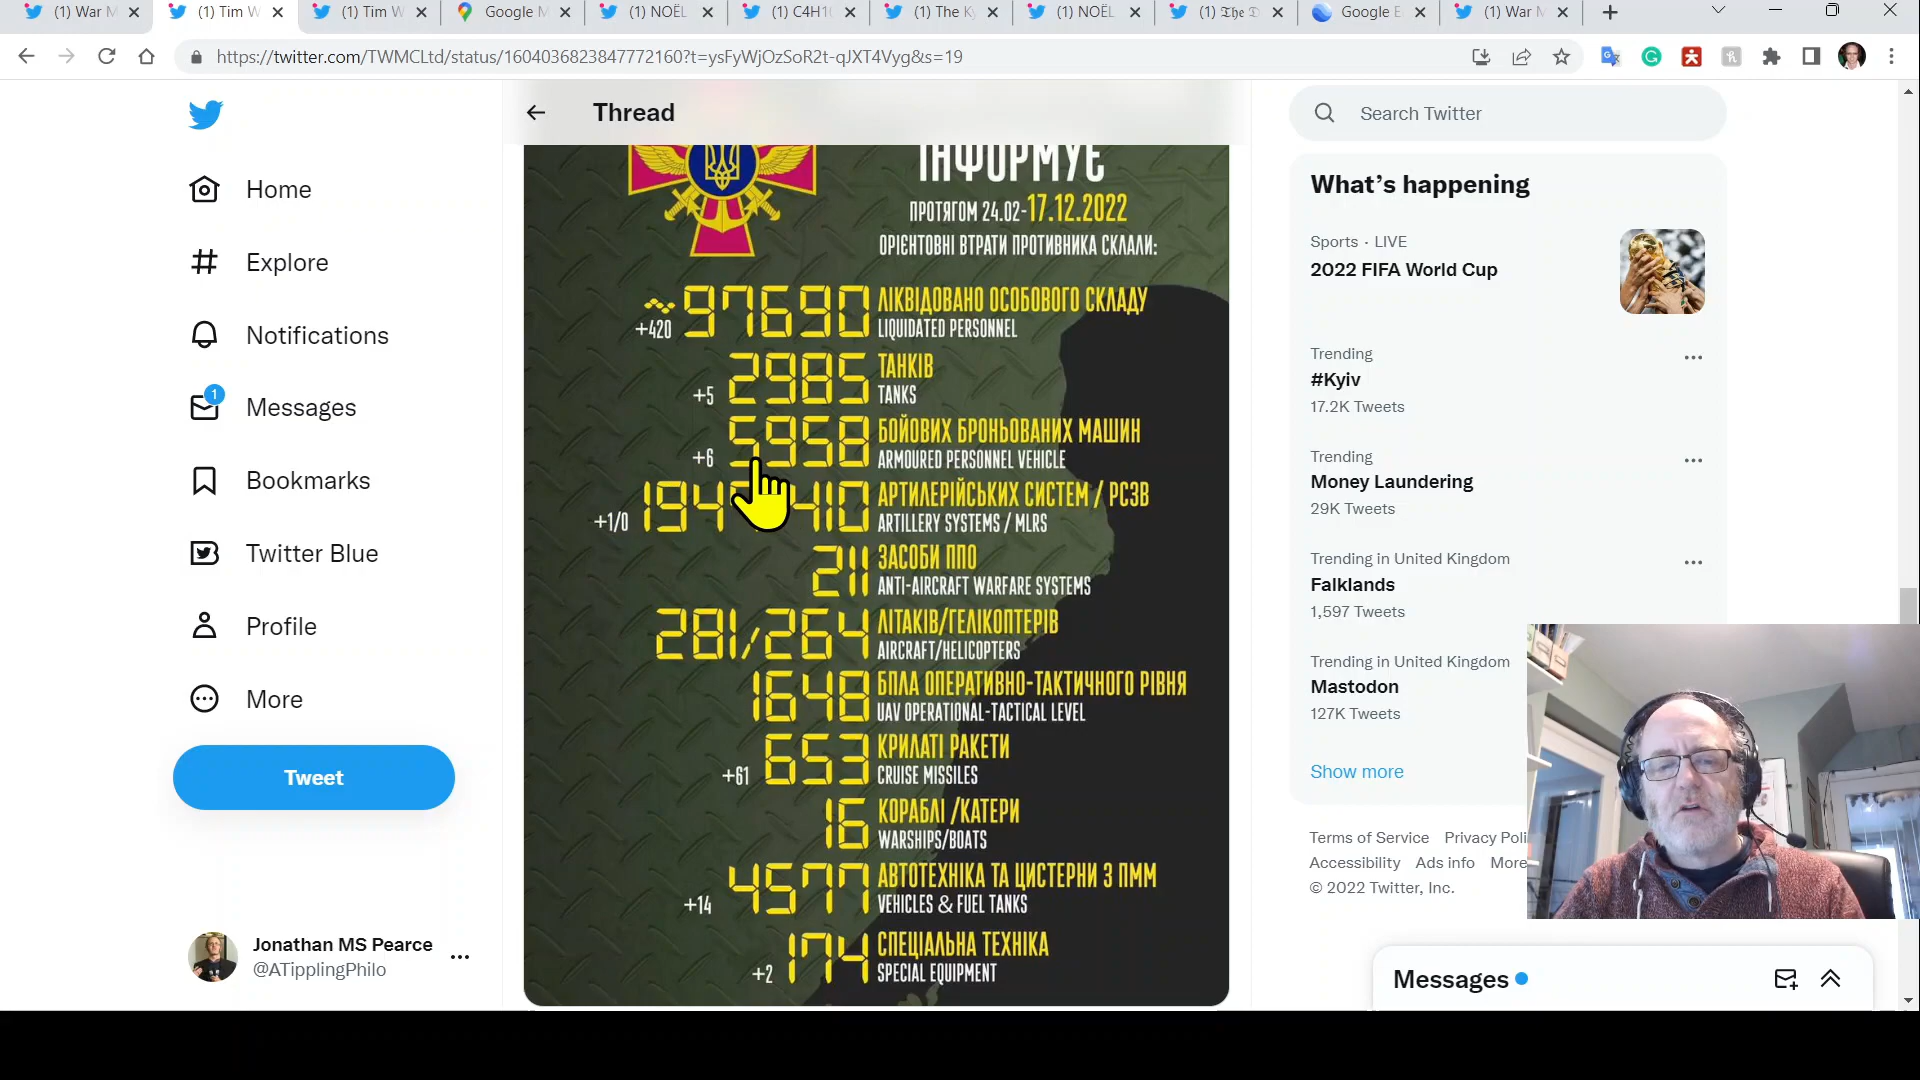 (1) War M
(1) Tim W
(1) Tim W
Google M
(1) NOËL
(1) C4H10
(1) The Ky
(1) NOËL
Google E
(1) War M
https://twitter.com/TWMCLtd/status/1604036823847772160?t=ysFyWjOzSoR2t-qJXT4Vyg&s=19
Home
Explore
Notifications
1
Messages
Bookmarks
Twitter Blue
Profile
More
Tweet
Jonathan MS Pearce
@ATipplingPhilo
Thread
ІНФОРМУЄ
ПРОТЯГОМ 24.02-17.12.2022
ОРІЄНТОВНІ ВТРАТИ ПРОТИВНИКА СКЛАЛИ:
+420 ~97690 ЛІКВІДОВАНО ОСОБОВОГО СКЛАДУ
LIQUIDATED PERSONNEL
+5 2985 ТАНКІВ
TANKS
+6 5958 БОЙОВИХ БРОНЬОВАНИХ МАШИН
ARMOURED PERSONNEL VEHICLE
+1/0 410 АРТИЛЕРІЙСЬКИХ СИСТЕМ / РСЗВ
ARTILLERY SYSTEMS / MLRS
211 ЗАСОБИ ППО
ANTI-AIRCRAFT WARFARE SYSTEMS
281/264 ЛІТАКІВ/ГЕЛІКОПТЕРІВ
AIRCRAFT/HELICOPTERS
1648 БПЛА ОПЕРАТИВНО-ТАКТИЧНОГО РІВНЯ
UAV OPERATIONAL-TACTICAL LEVEL
+61 653 КРИЛАТІ РАКЕТИ
CRUISE MISSILES
16 КОРАБЛІ /КАТЕРИ
WARSHIPS/BOATS
+14 4577 АВТОТЕХНІКА ТА ЦИСТЕРНИ З ПММ
VEHICLES & FUEL TANKS
+2 174 СПЕЦІАЛЬНА ТЕХНІКА
SPECIAL EQUIPMENT
Search Twitter
What's happening
Sports · LIVE
2022 FIFA World Cup
Trending
#Kyiv
17.2K Tweets
Trending
Money Laundering
29K Tweets
Trending in United Kingdom
Falklands
1,597 Tweets
Trending in United Kingdom
Mastodon
127K Tweets
Show more
Terms of Service Privacy Poli
Accessibility Ads info More
© 2022 Twitter, Inc.
Messages